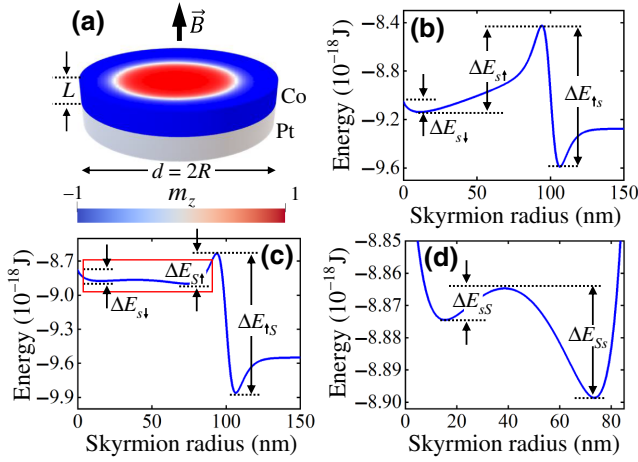 (a)
B⃗
L
Co
Pt
d = 2R
−1
m_z
1
(b)
Energy (10⁻¹⁸ J)
−8.4
−8.8
−9.2
−9.6
ΔE_s↑
ΔE_↑s
ΔE_s↓
0
50
100
150
Skyrmion radius (nm)
(c)
Energy (10⁻¹⁸ J)
−8.7
−9.0
−9.3
−9.6
−9.9
ΔE_S↑
ΔE_s↓
ΔE_↑S
0
50
100
150
Skyrmion radius (nm)
(d)
Energy (10⁻¹⁸ J)
−8.85
−8.86
−8.87
−8.88
−8.89
−8.90
ΔE_sS
ΔE_Ss
0
20
40
60
80
Skyrmion radius (nm)